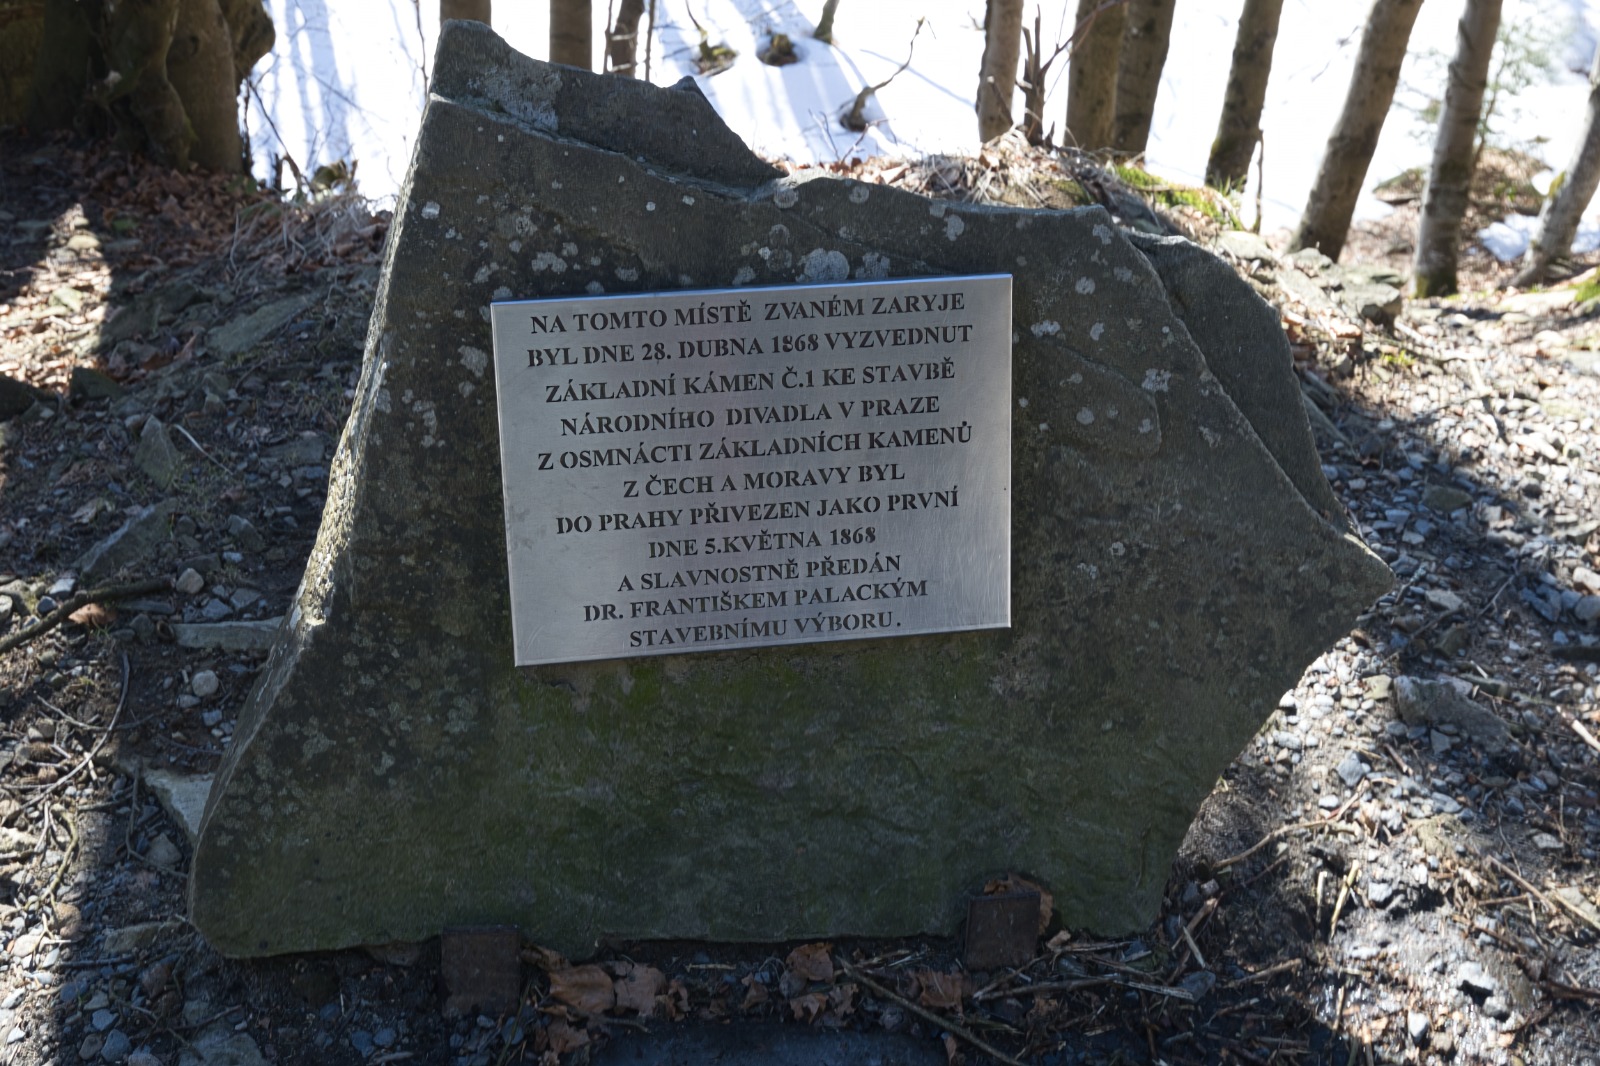 NA TOMTO MÍSTĚ ZVANÉM ZARYJE
BYL DNE 28. DUBNA 1868 VYZVEDNUT
ZÁKLADNÍ KÁMEN Č.1 KE STAVBĚ
NÁRODNÍHO DIVADLA V PRAZE
Z OSMNÁCTI ZÁKLADNÍCH KAMENŮ
Z ČECH A MORAVY BYL
DO PRAHY PŘIVEZEN JAKO PRVNÍ
DNE 5.KVĚTNA 1868
A SLAVNOSTNĚ PŘEDÁN
DR. FRANTIŠKEM PALACKÝM
STAVEBNÍMU VÝBORU.